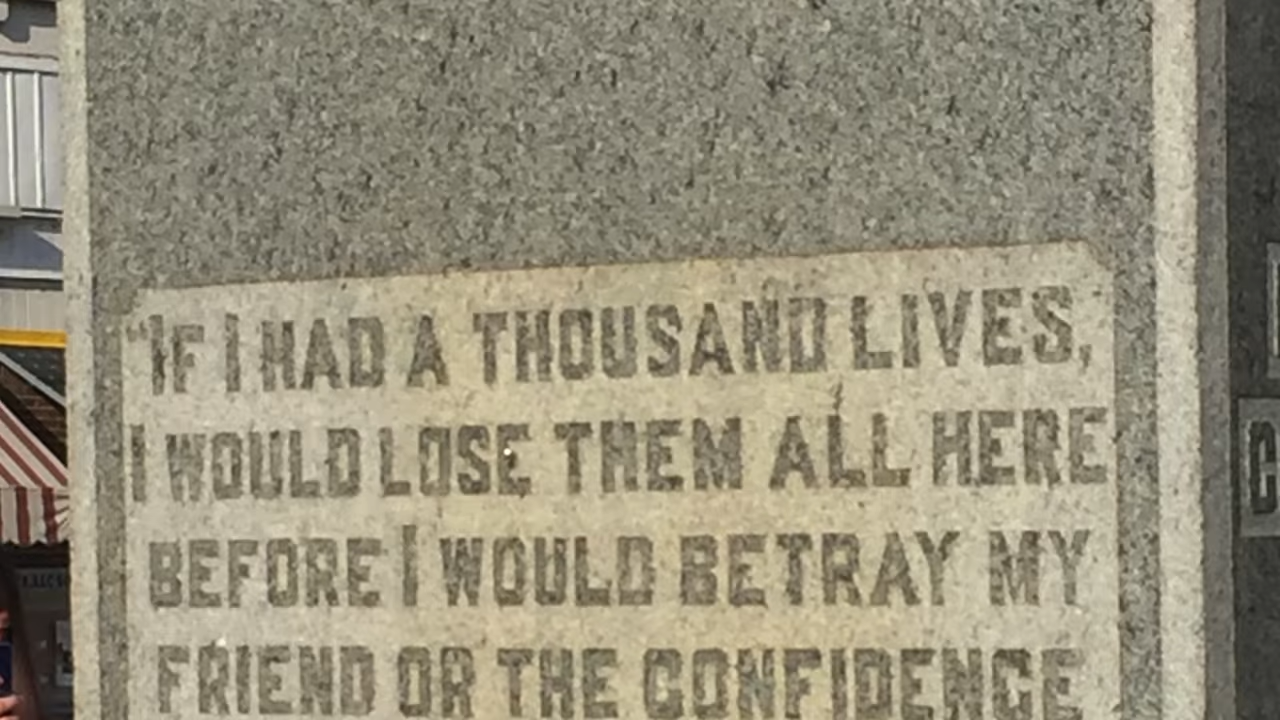 "IF I HAD A THOUSAND LIVES,
I WOULD LOSE THEM ALL HERE
BEFORE I WOULD BETRAY MY
FRIEND OR THE CONFIDENCE